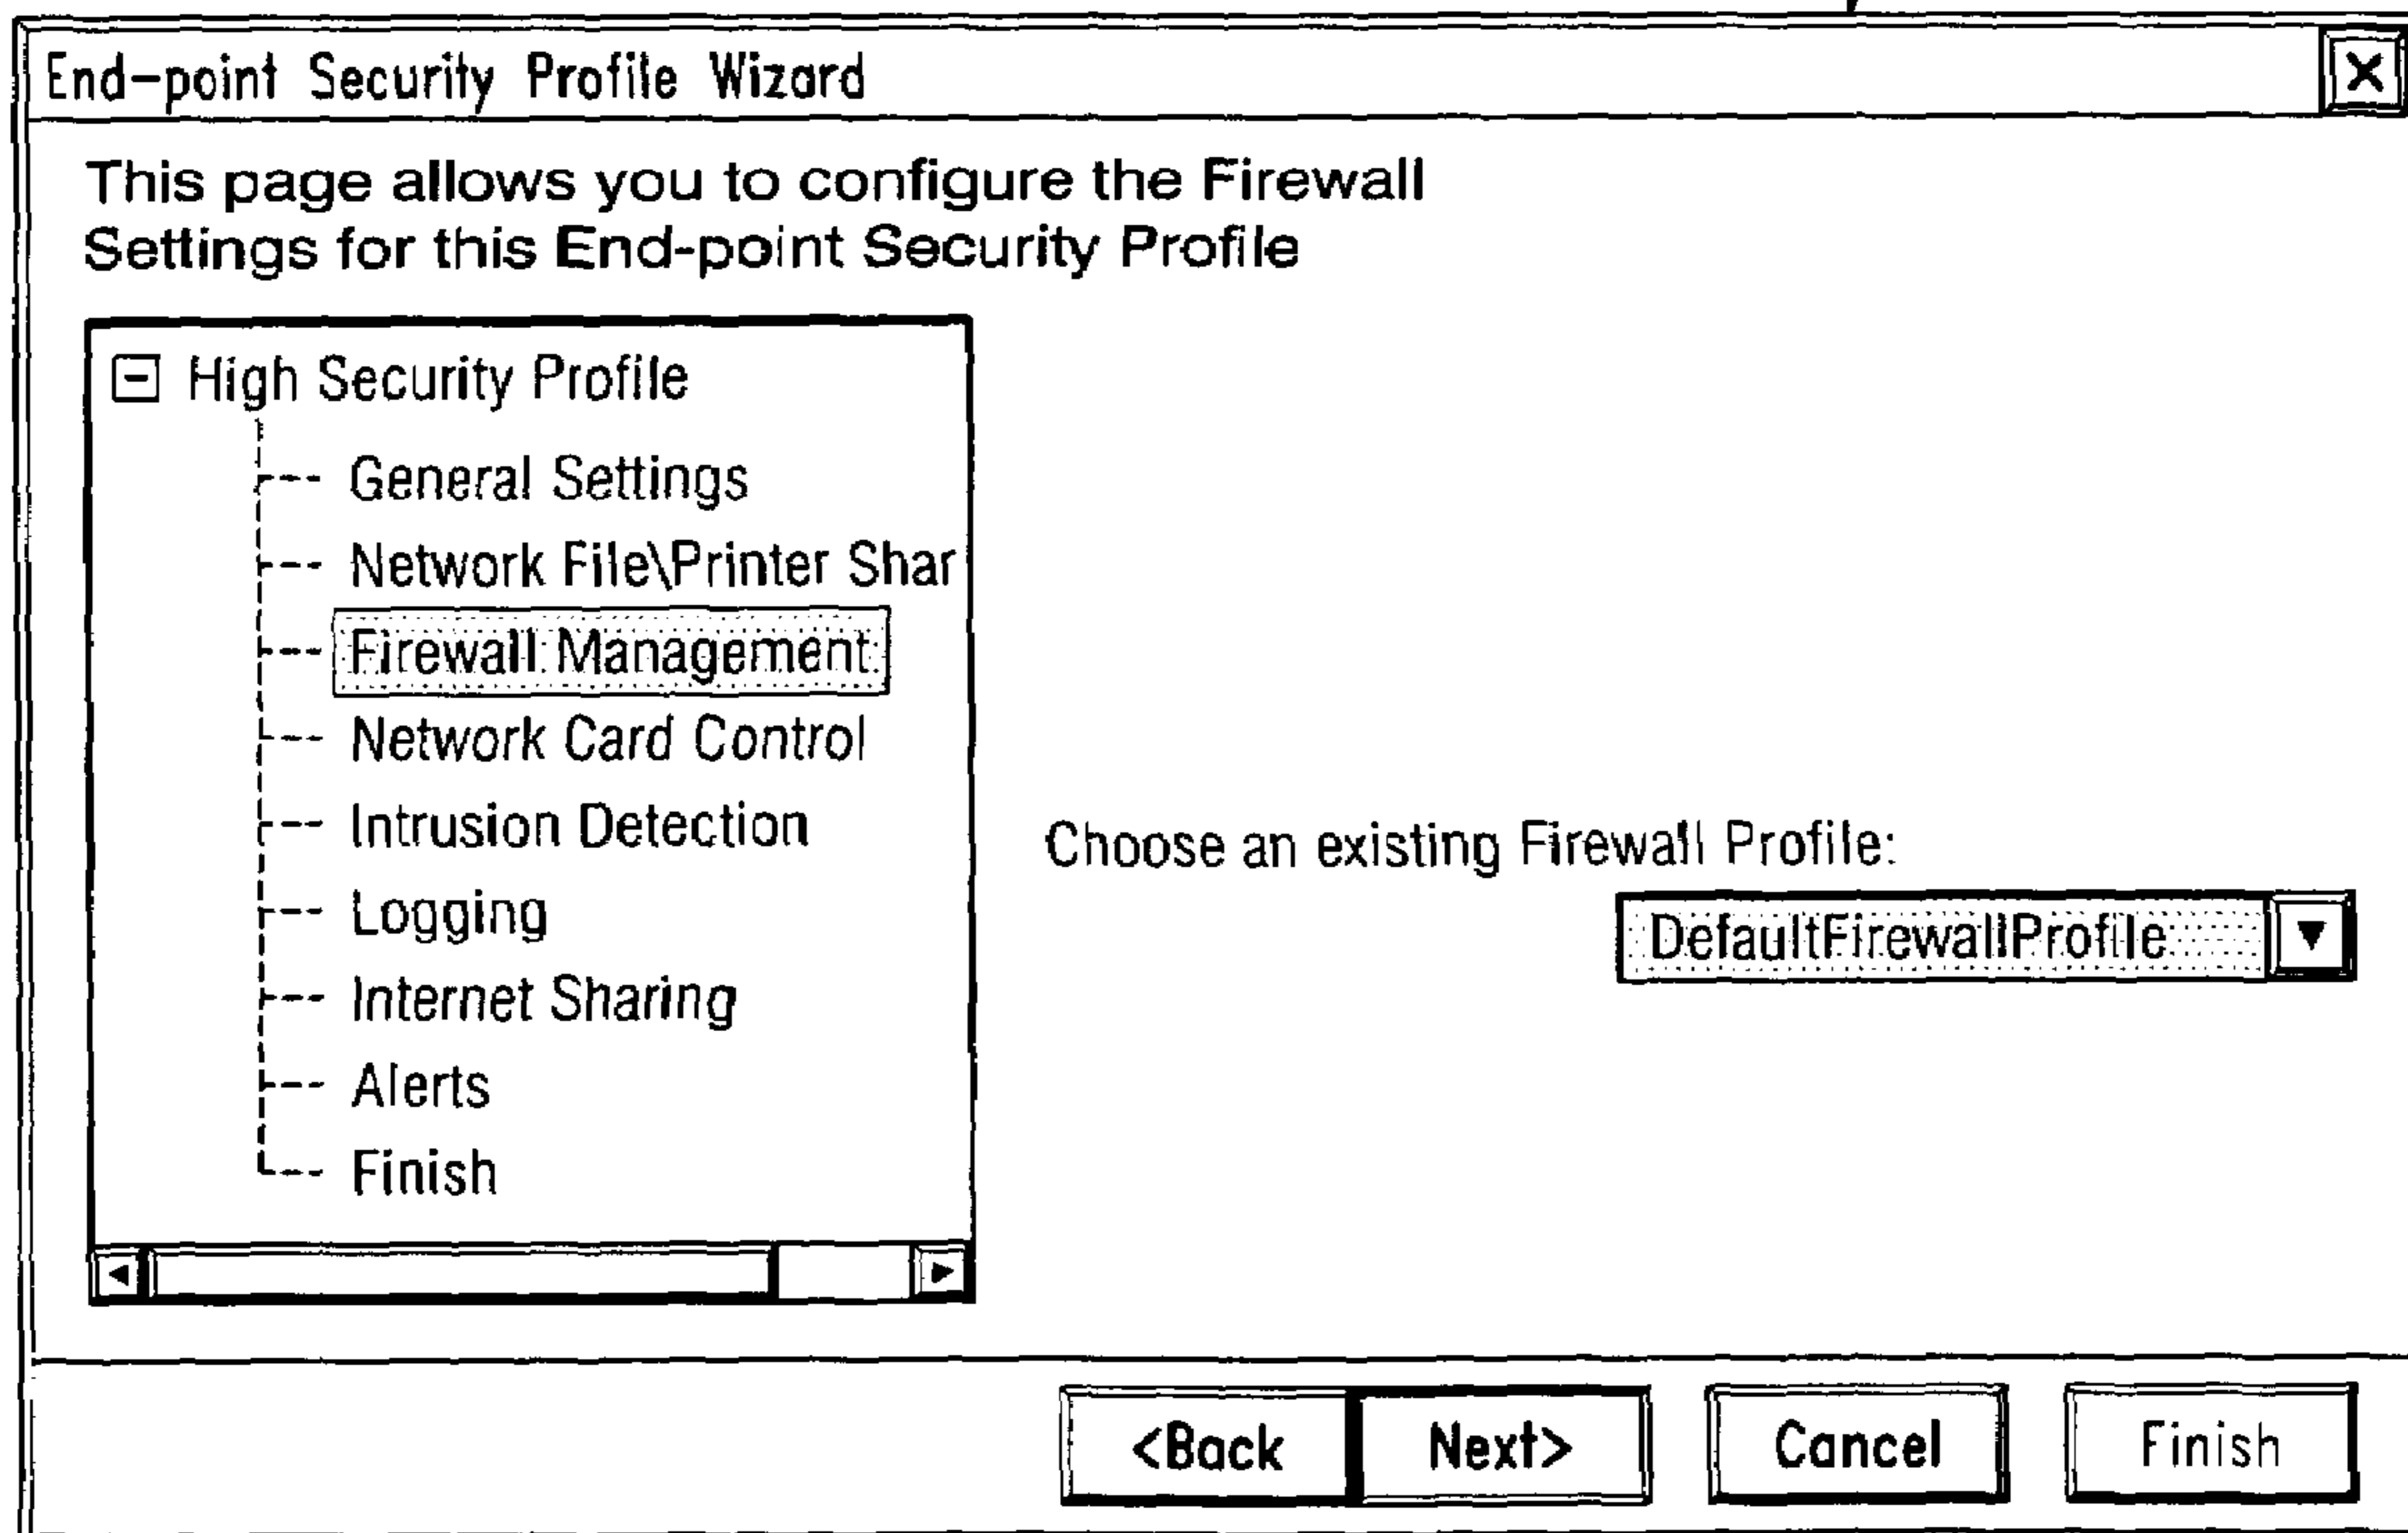 End-point Security Profile Wizard
This page allows you to configure the Firewall
Settings for this End-point Security Profile
High Security Profile
General Settings
Network File\Printer Shar
Firewall Management
Network Card Control
Intrusion Detection
Logging
Internet Sharing
Alerts
Finish
Choose an existing Firewall Profile:
DefaultFirewallProfile
<Back
Next>
Cancel
Finish